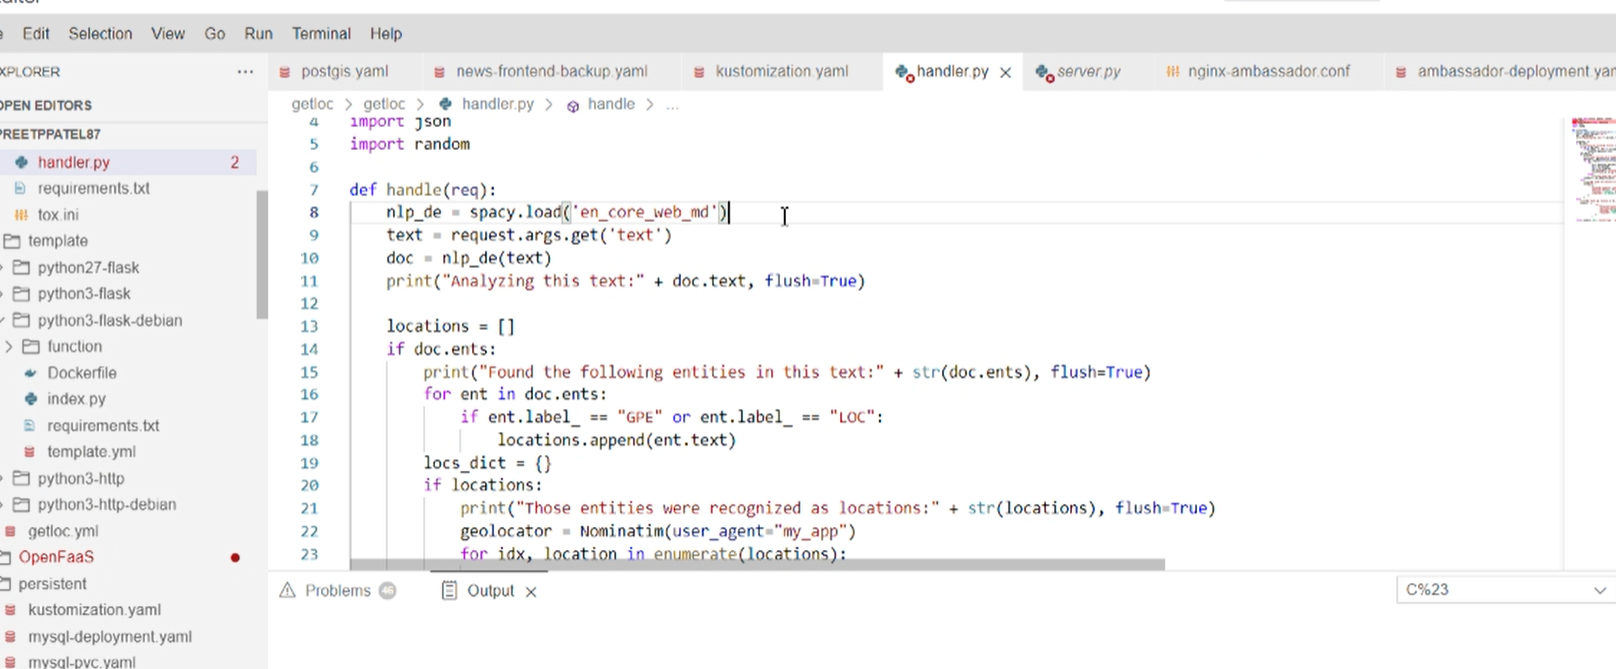 Edit Selection View Go Run Terminal Help
XPLORER ...
postgis.yaml news-frontend-backup.yaml kustomization.yaml handler.py server.py nginx-ambassador.conf ambassador-deployment.yam
OPEN EDITORS
getloc > getloc > handler.py > handle > ...
REETPPATEL87
handler.py 2
requirements.txt
tox.ini
template
python27-flask
python3-flask
python3-flask-debian
function
Dockerfile
index.py
requirements.txt
template.yml
python3-http
python3-http-debian
getloc.yml
OpenFaaS
persistent
kustomization.yaml
mysql-deployment.yaml
mysql-pvc.yaml
4 import json
5 import random
6
7 def handle(req):
8 nlp_de = spacy.load('en_core_web_md')
9 text = request.args.get('text')
10 doc = nlp_de(text)
11 print("Analyzing this text:" + doc.text, flush=True)
12
13 locations = []
14 if doc.ents:
15 print("Found the following entities in this text:" + str(doc.ents), flush=True)
16 for ent in doc.ents:
17 if ent.label_ == "GPE" or ent.label_ == "LOC":
18 locations.append(ent.text)
19 locs_dict = {}
20 if locations:
21 print("Those entities were recognized as locations:" + str(locations), flush=True)
22 geolocator = Nominatim(user_agent="my_app")
23 for idx, location in enumerate(locations):
Problems 46 Output C%23